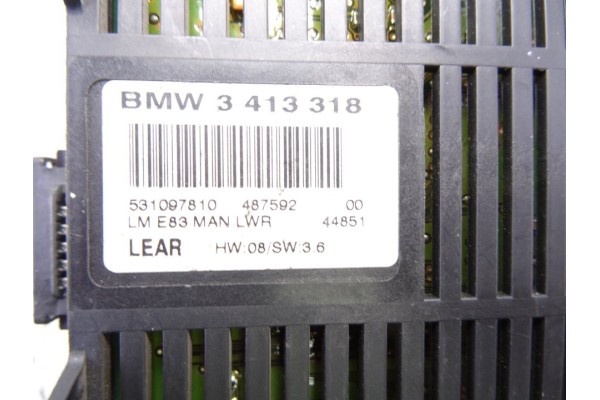 BMW 3 413 318
531097810 487592 00
LM E83 MAN LWR 44851
LEAR HW:08/SW:3.6